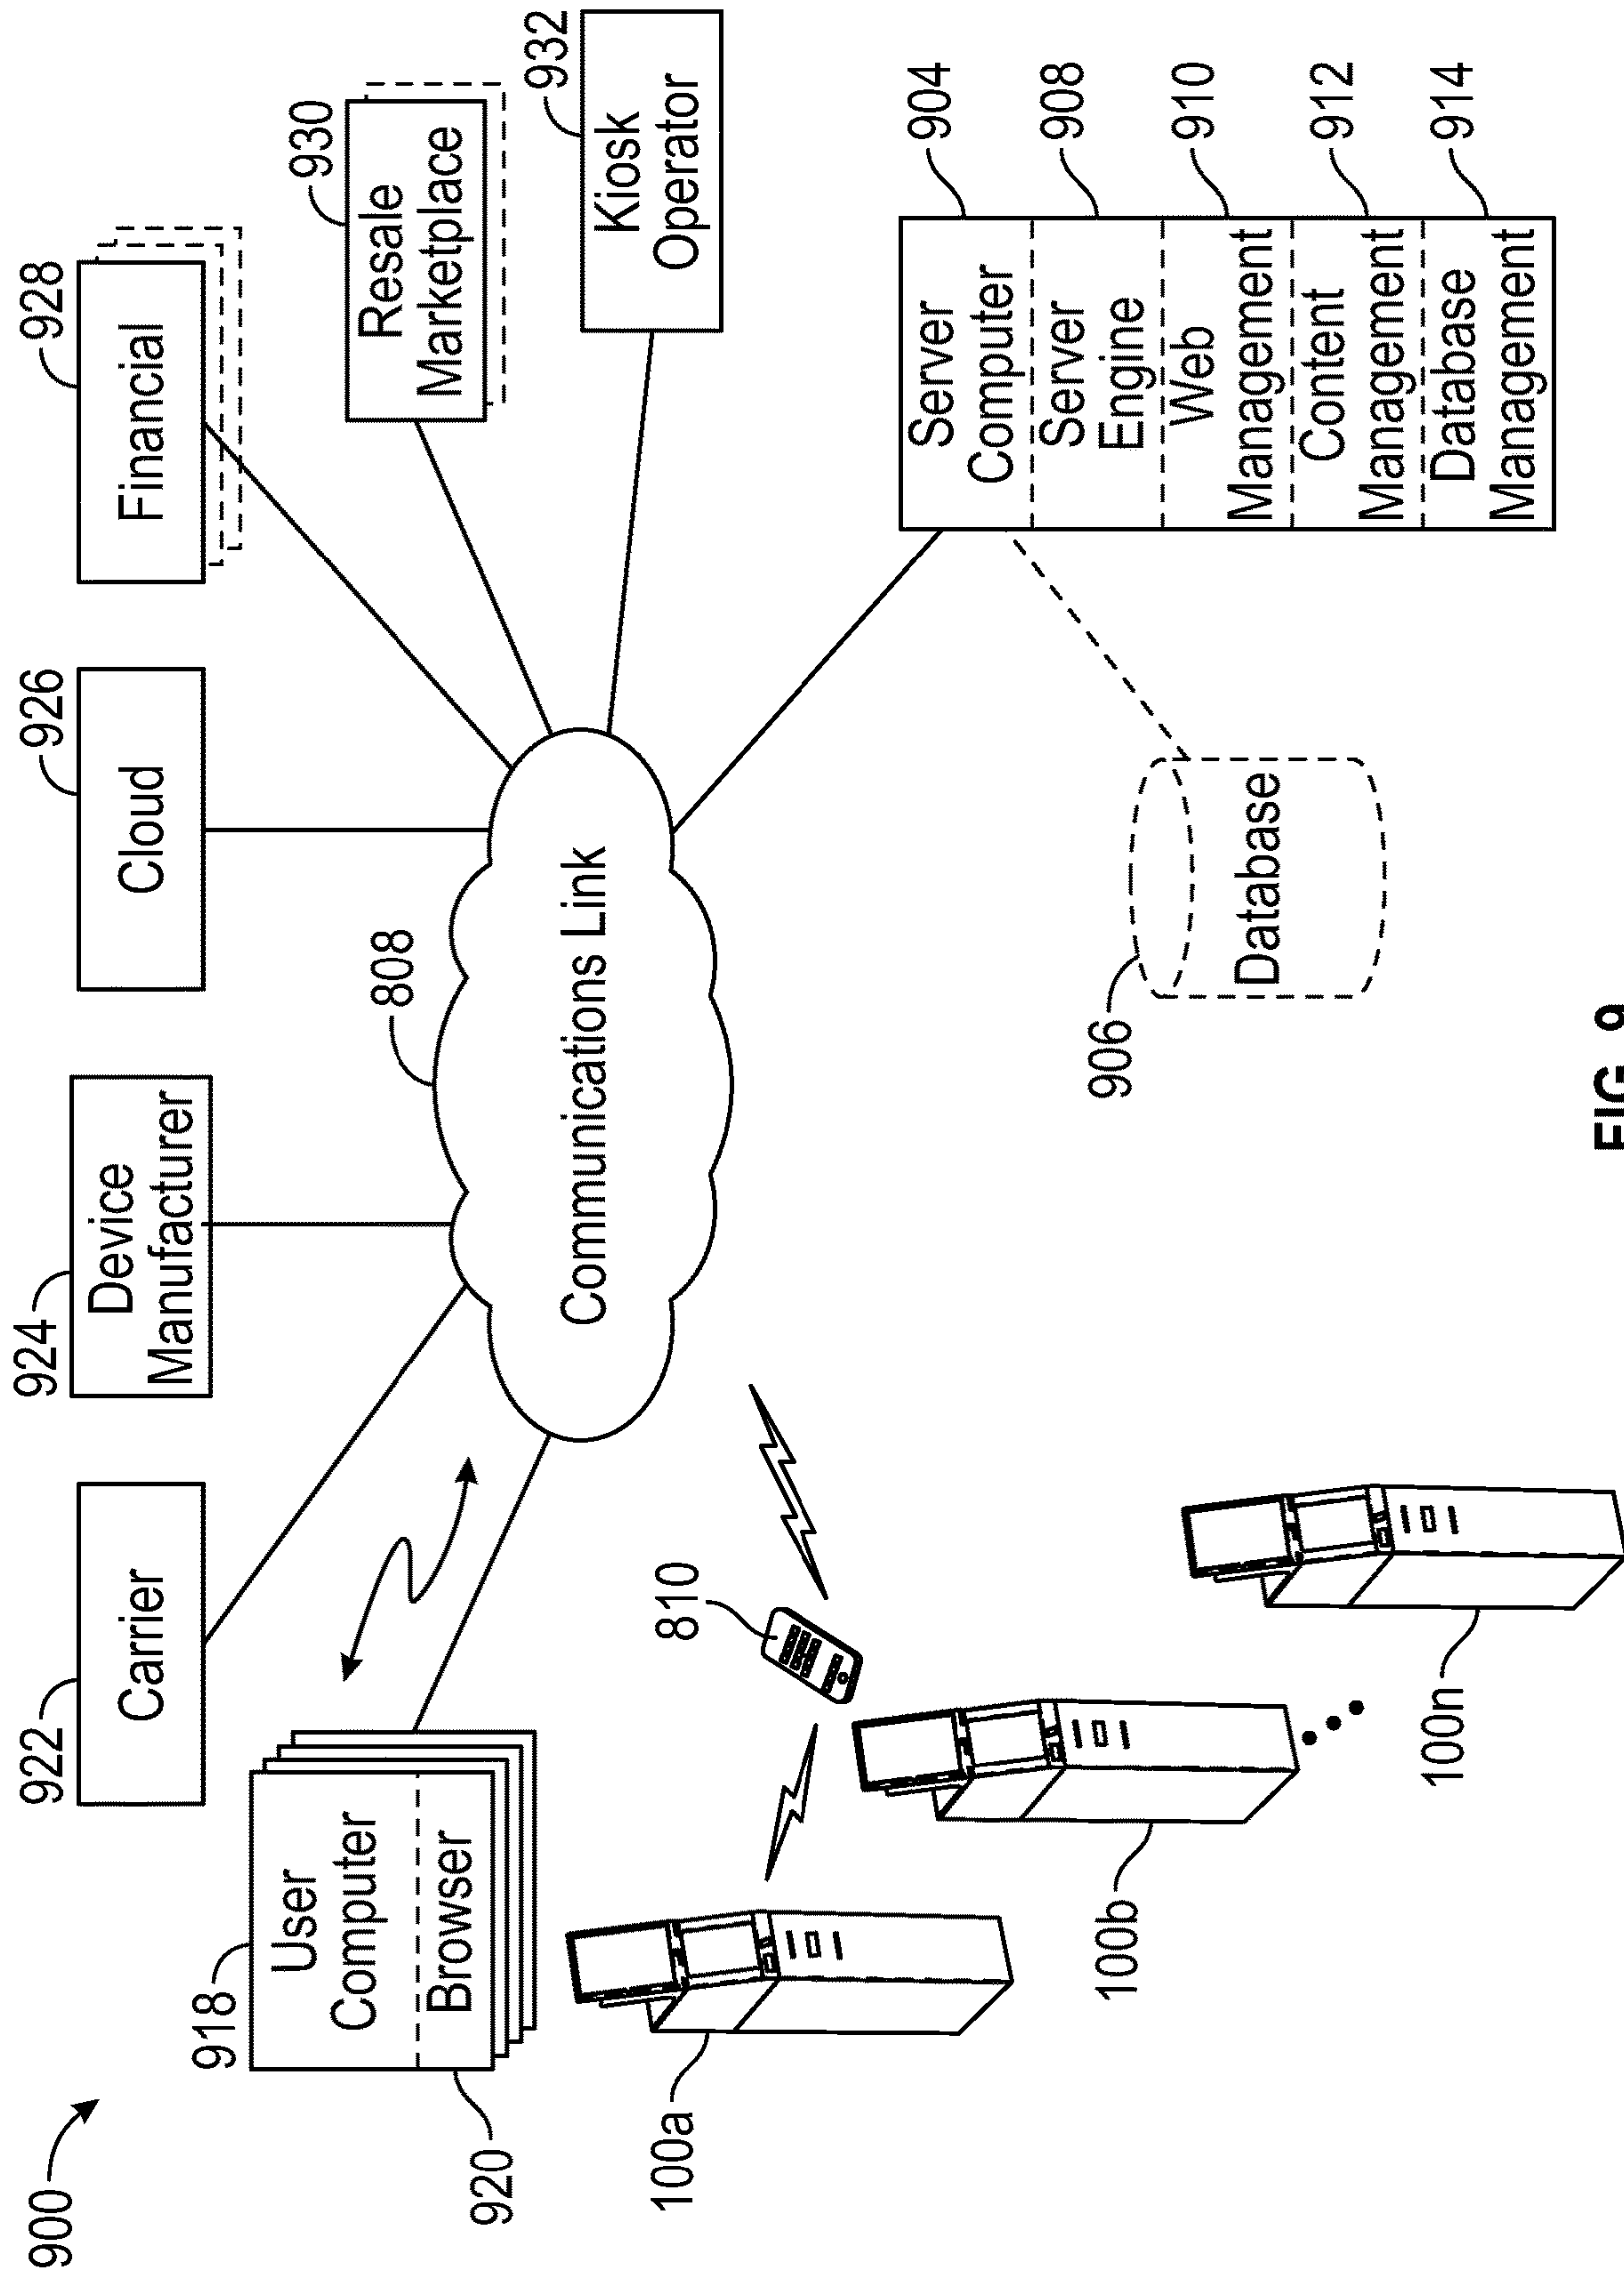 900
918
User
Computer
Browser
920
922
Carrier
924
Device
Manufacturer
926
Cloud
928
Financial
930
Resale
Marketplace
932
Kiosk
Operator
808
Communications Link
810
100a
100b
100n
906
Database
Server
Computer
904
Server
Engine
908
Web
Management
910
Content
Management
912
Database
Management
914
FIG. 9